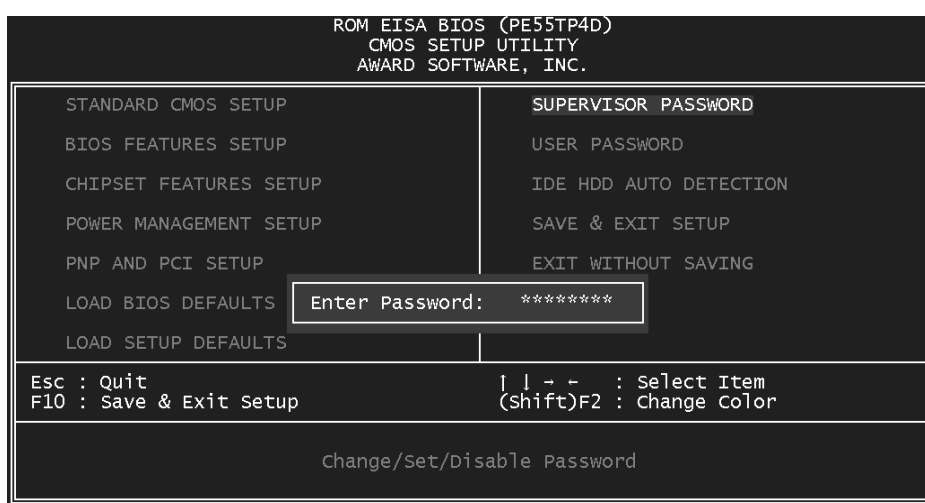 ROM EISA BIOS (PE55TP4D)
CMOS SETUP UTILITY
AWARD SOFTWARE, INC.
STANDARD CMOS SETUP
BIOS FEATURES SETUP
CHIPSET FEATURES SETUP
POWER MANAGEMENT SETUP
PNP AND PCI SETUP
LOAD BIOS DEFAULTS
LOAD SETUP DEFAULTS
SUPERVISOR PASSWORD
USER PASSWORD
IDE HDD AUTO DETECTION
SAVE & EXIT SETUP
EXIT WITHOUT SAVING
Enter Password: ********
Esc : Quit
F10 : Save & Exit Setup
↑ ↓ → ← : Select Item
(Shift)F2 : Change Color
Change/Set/Disable Password